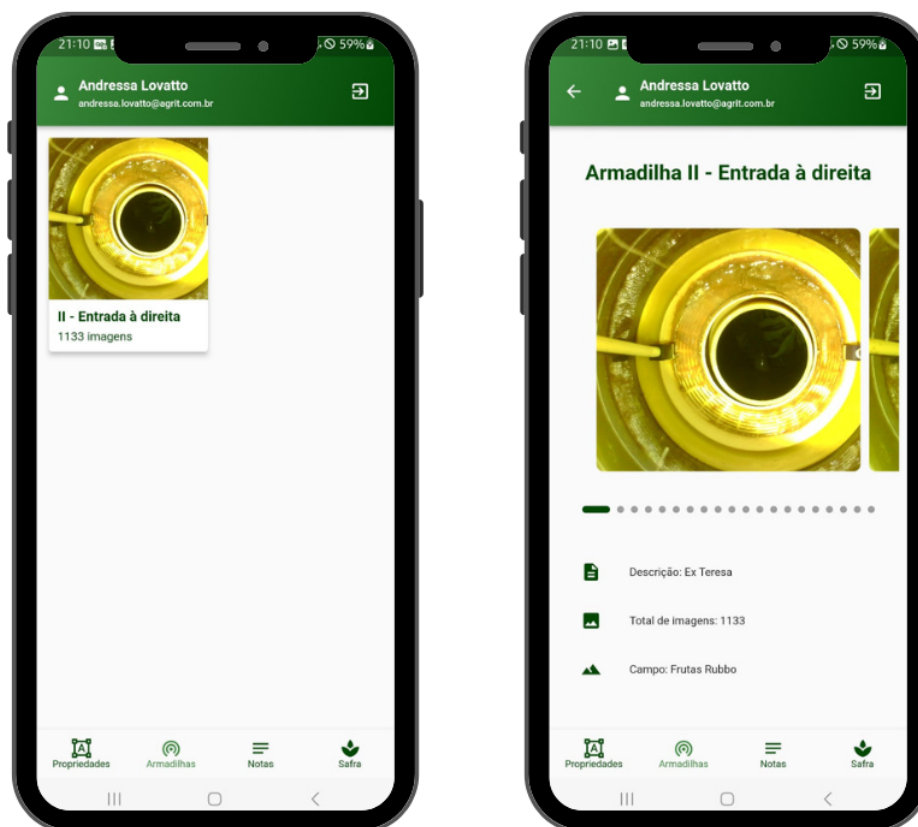 21:10
59%
Andressa Lovatto
andressa.lovatto@agrit.com.br
II - Entrada à direita
1133 imagens
Propriedades
Armadilhas
Notas
Safra
21:10
59%
Andressa Lovatto
andressa.lovatto@agrit.com.br
Armadilha II - Entrada à direita
Descrição: Ex Teresa
Total de imagens: 1133
Campo: Frutas Rubbo
Propriedades
Armadilhas
Notas
Safra